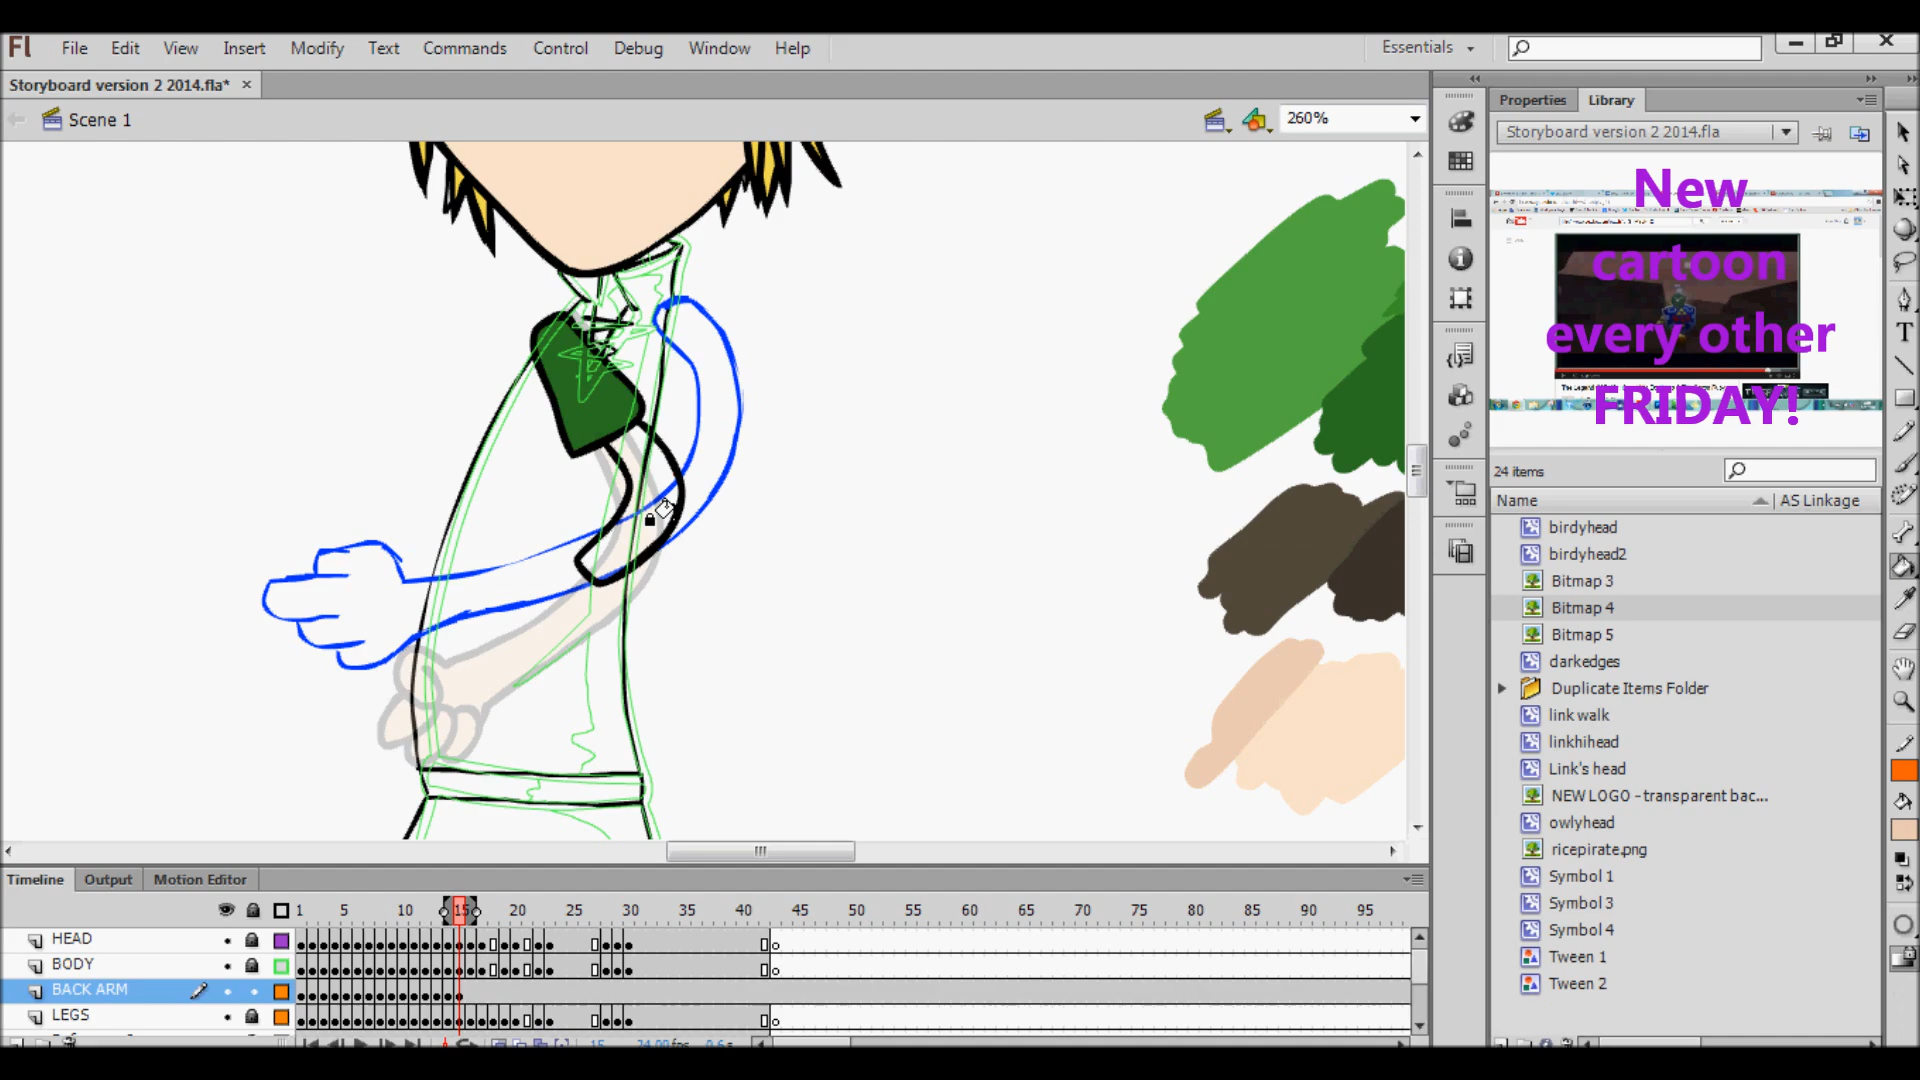 Fl File Edit View Insert Modify Text Commands Control Debug Window Help Essentials
Storyboard version 2 2014.fla*
Scene 1
260%
Properties Library
Storyboard version 2 2014.fla
New
cartoon
every other
FRIDAY!
24 items
Name AS Linkage
birdyhead
birdyhead2
Bitmap 3
Bitmap 4
Bitmap 5
darkedges
Duplicate Items Folder
link walk
linkhihead
Link's head
NEW LOGO - transparent bac...
owlyhead
ricepirate.png
Symbol 1
Symbol 3
Symbol 4
Tween 1
Tween 2
Timeline Output Motion Editor
1 5 10 15 20 25 30 35 40 45 50 55 60 65 70 75 80 85 90 95
HEAD
BODY
BACK ARM
LEGS